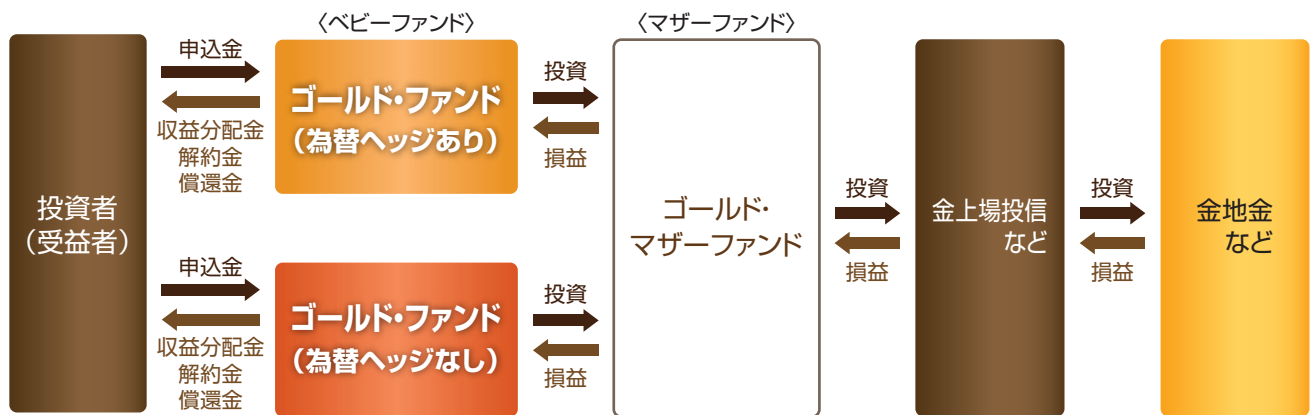 〈ベビーファンド〉
〈マザーファンド〉
投資者
（受益者）
申込金
収益分配金
解約金
償還金
ゴールド・ファンド
（為替ヘッジあり）
投資
損益
申込金
収益分配金
解約金
償還金
ゴールド・ファンド
（為替ヘッジなし）
投資
損益
ゴールド・
マザーファンド
投資
損益
金上場投信
など
投資
損益
金地金
など